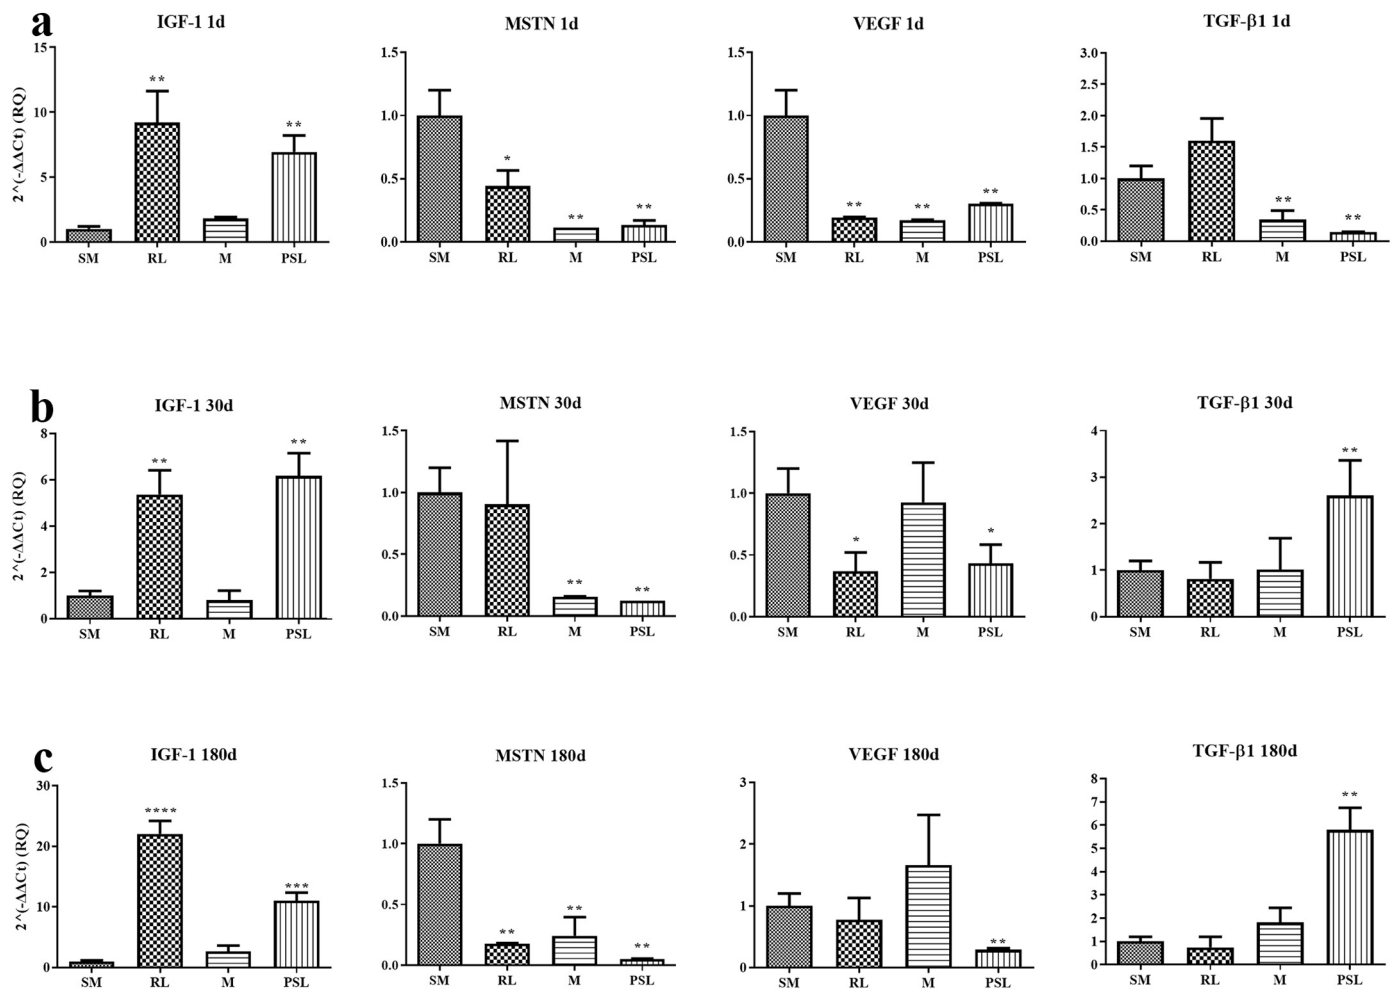 a
IGF-1 1d
MSTN 1d
VEGF 1d
TGF-β1 1d
2^(-ΔΔCt) (RQ)
15
10
5
0
SM RL M PSL
** **
1.5
1.0
0.5
0.0
SM RL M PSL
* ** **
1.5
1.0
0.5
0.0
SM RL M PSL
** ** **
3.0
2.5
2.0
1.5
1.0
0.5
0.0
SM RL M PSL
** **
b
IGF-1 30d
MSTN 30d
VEGF 30d
TGF-β1 30d
2^(-ΔΔCt) (RQ)
8
6
4
2
0
SM RL M PSL
** **
1.5
1.0
0.5
0.0
SM RL M PSL
** **
1.5
1.0
0.5
0.0
SM RL M PSL
* *
4
3
2
1
0
SM RL M PSL
**
c
IGF-1 180d
MSTN 180d
VEGF 180d
TGF-β1 180d
2^(-ΔΔCt) (RQ)
30
20
10
0
SM RL M PSL
**** ***
1.5
1.0
0.5
0.0
SM RL M PSL
** ** **
3
2
1
0
SM RL M PSL
**
8
7
6
5
4
3
2
1
0
SM RL M PSL
**